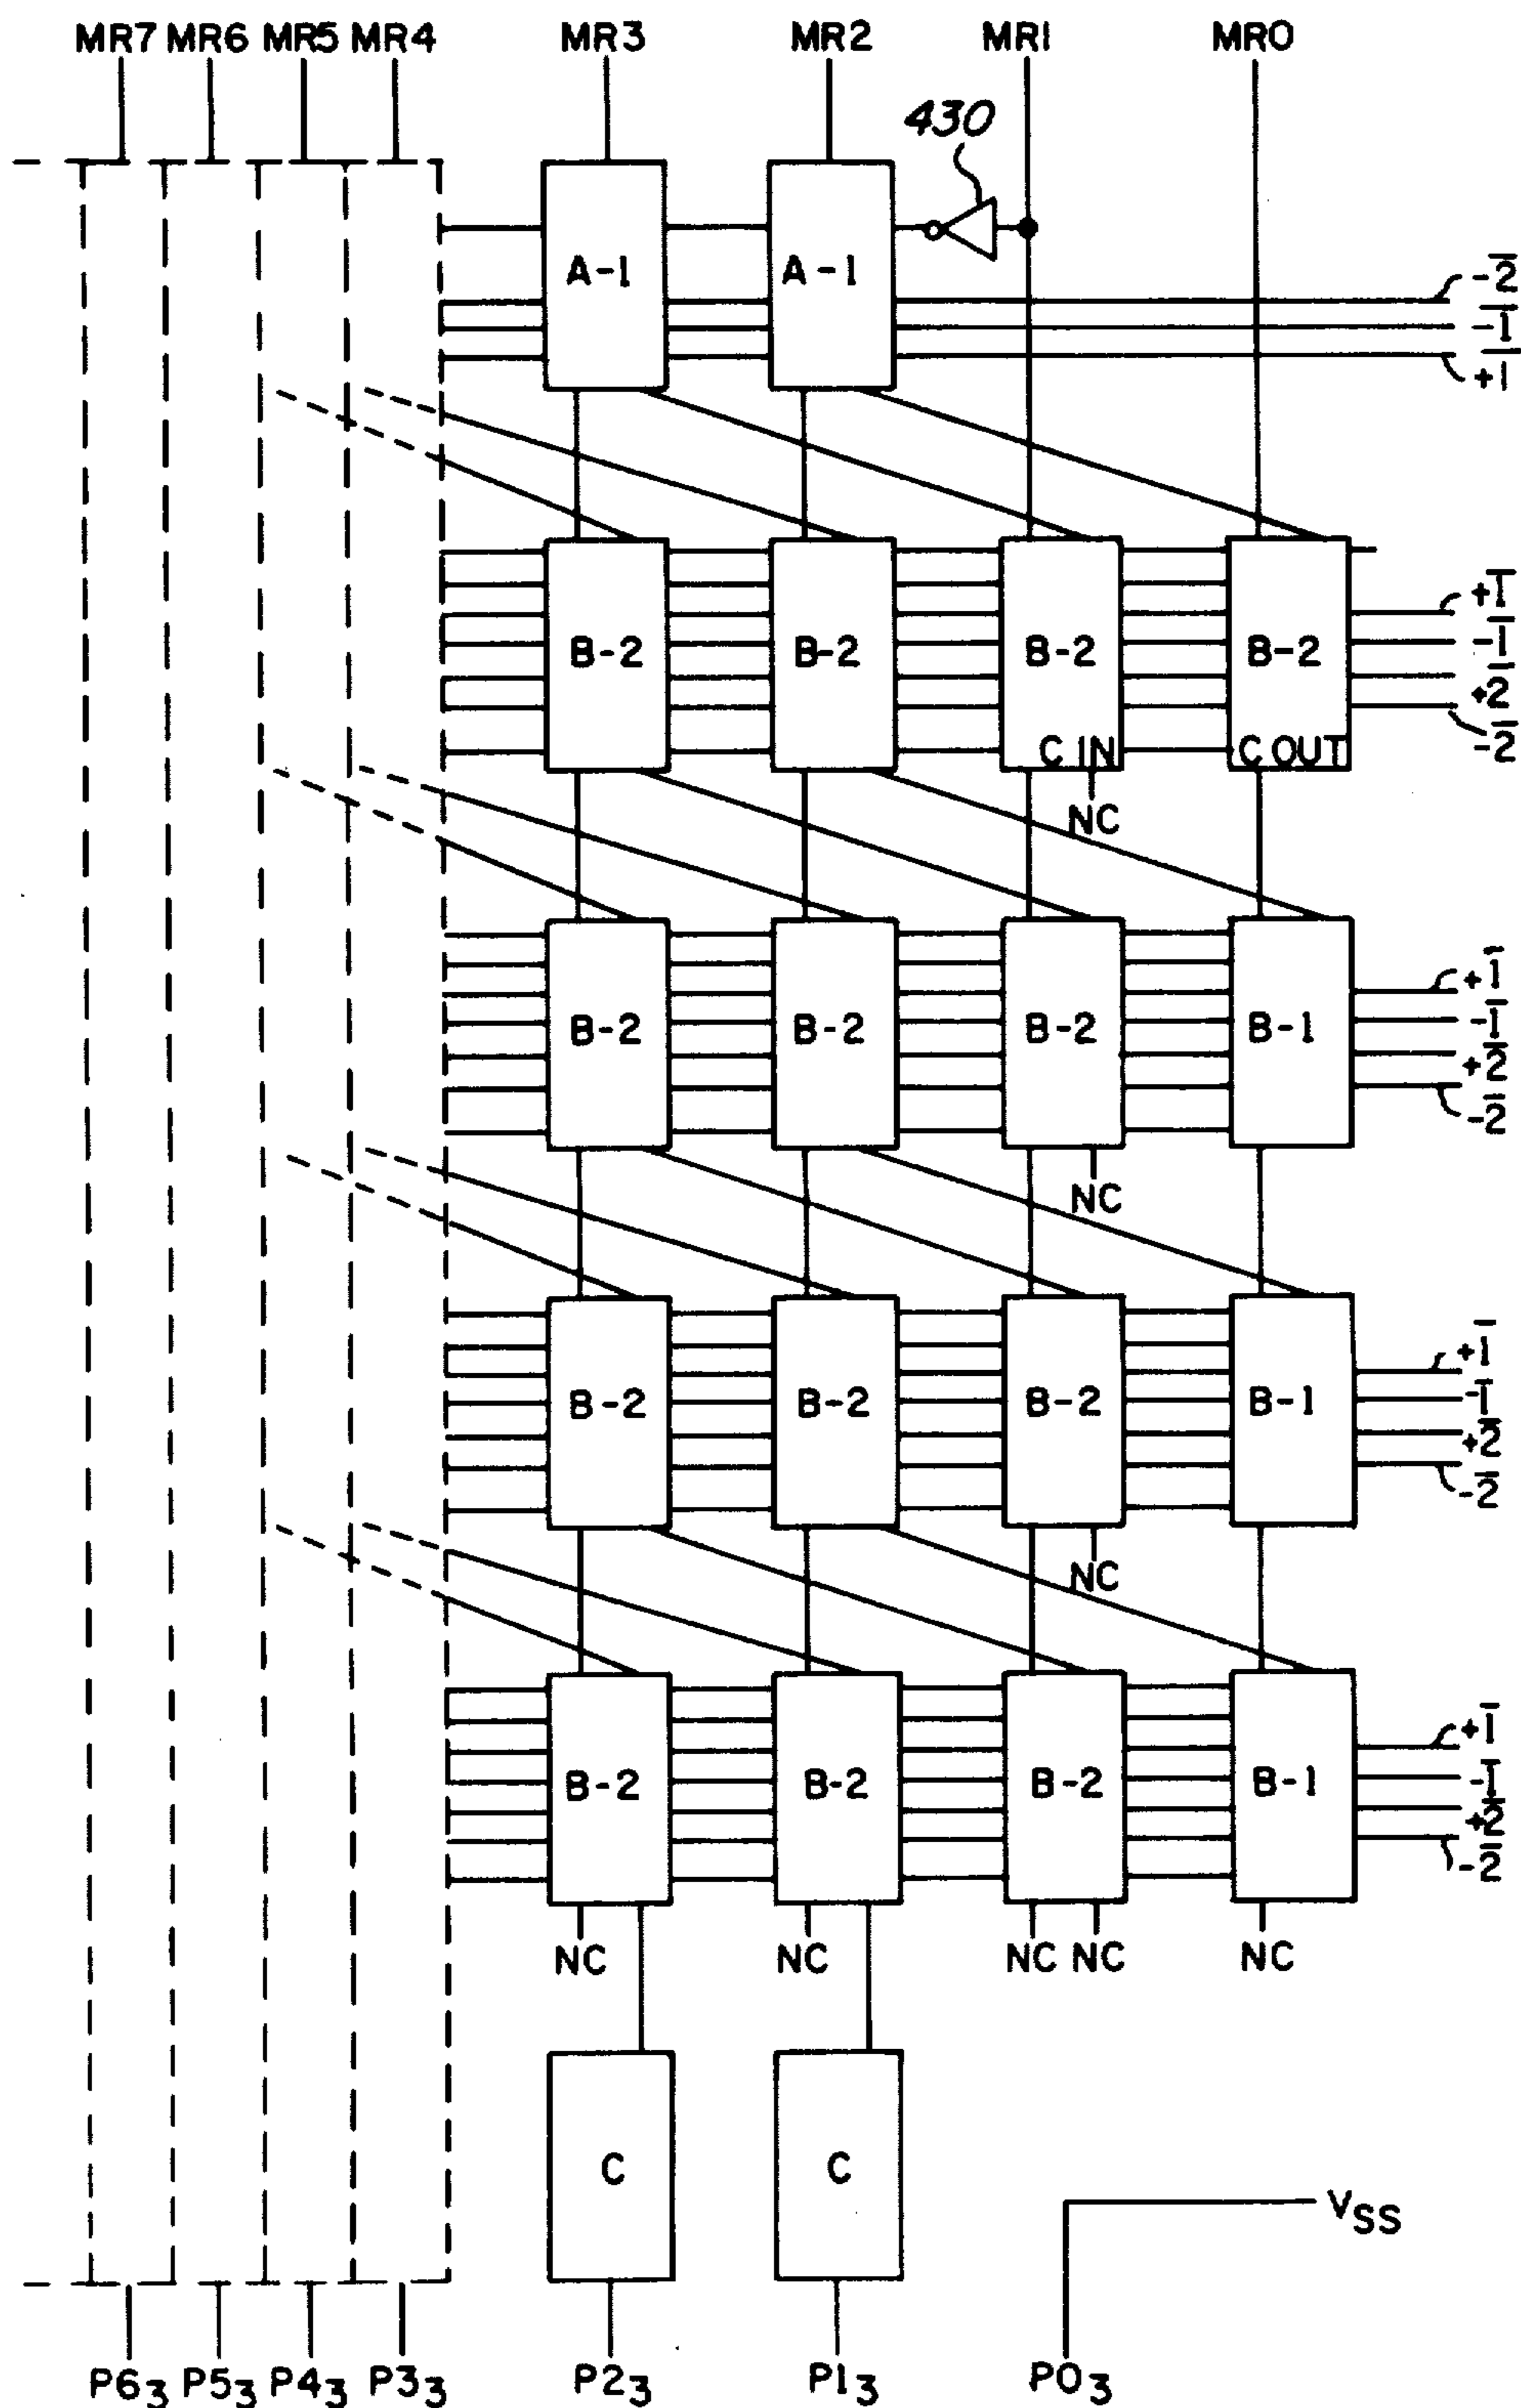 MR7 MR6 MR5 MR4 MR3 MR2 MR1 MR0
430
A-1 A-1
-2̅
-1̅
+1̅
B-2 B-2 B-2 B-2
+1̅
-1̅
+2̅
-2̅
C IN C OUT
NC
B-2 B-2 B-2 B-1
+1̅
-1̅
+2̅
-2̅
NC
B-2 B-2 B-2 B-1
+1̅
-1̅
+2̅
-2̅
NC
B-2 B-2 B-2 B-1
+1̅
-1̅
+2̅
-2̅
NC NC NC NC NC
C C
VSS
P6₃ P5₃ P4₃ P3₃ P2₃ P1₃ P0₃